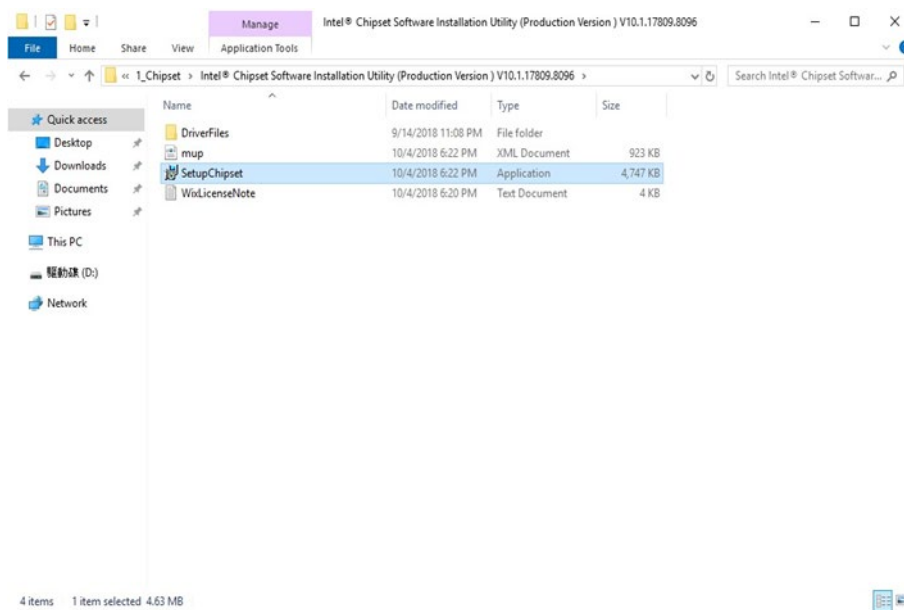 Manage
Intel® Chipset Software Installation Utility (Production Version ) V10.1.17809.8096
File Home Share View Application Tools
« 1_Chipset › Intel® Chipset Software Installation Utility (Production Version ) V10.1.17809.8096 ›
Search Intel® Chipset Softwar...
Name Date modified Type Size
Quick access
Desktop
Downloads
Documents
Pictures
This PC
驅動碟 (D:)
Network
DriverFiles 9/14/2018 11:08 PM File folder
mup 10/4/2018 6:22 PM XML Document 923 KB
SetupChipset 10/4/2018 6:22 PM Application 4,747 KB
WixLicenseNote 10/4/2018 6:20 PM Text Document 4 KB
4 items 1 item selected 4.63 MB